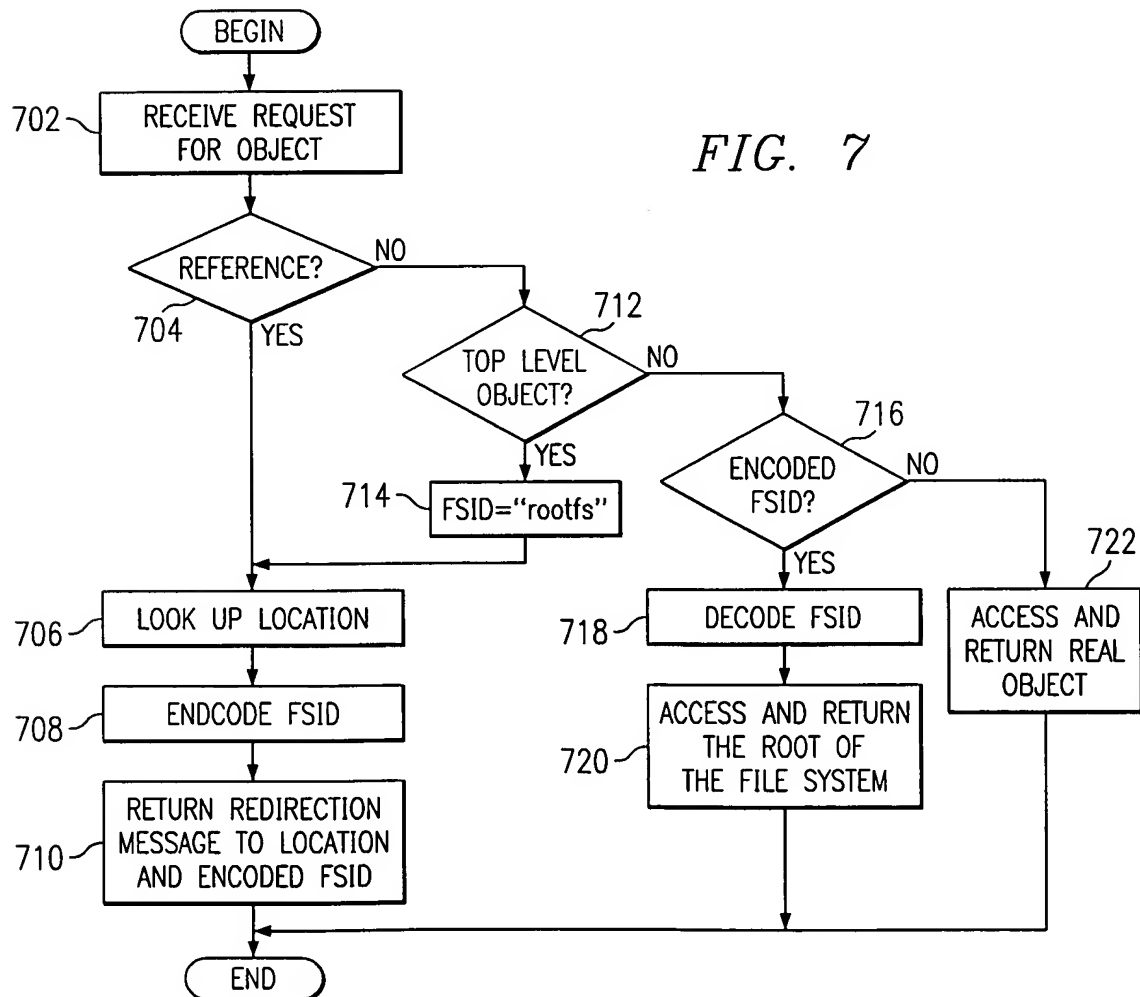 BEGIN
702
RECEIVE REQUEST
FOR OBJECT
FIG. 7
REFERENCE?
NO
704
YES
712
TOP LEVEL
OBJECT?
NO
YES
714
FSID="rootfs"
716
ENCODED
FSID?
NO
YES
722
706
LOOK UP LOCATION
718
DECODE FSID
ACCESS AND
RETURN REAL
OBJECT
708
ENDCODE FSID
720
ACCESS AND RETURN
THE ROOT OF
THE FILE SYSTEM
710
RETURN REDIRECTION
MESSAGE TO LOCATION
AND ENCODED FSID
END